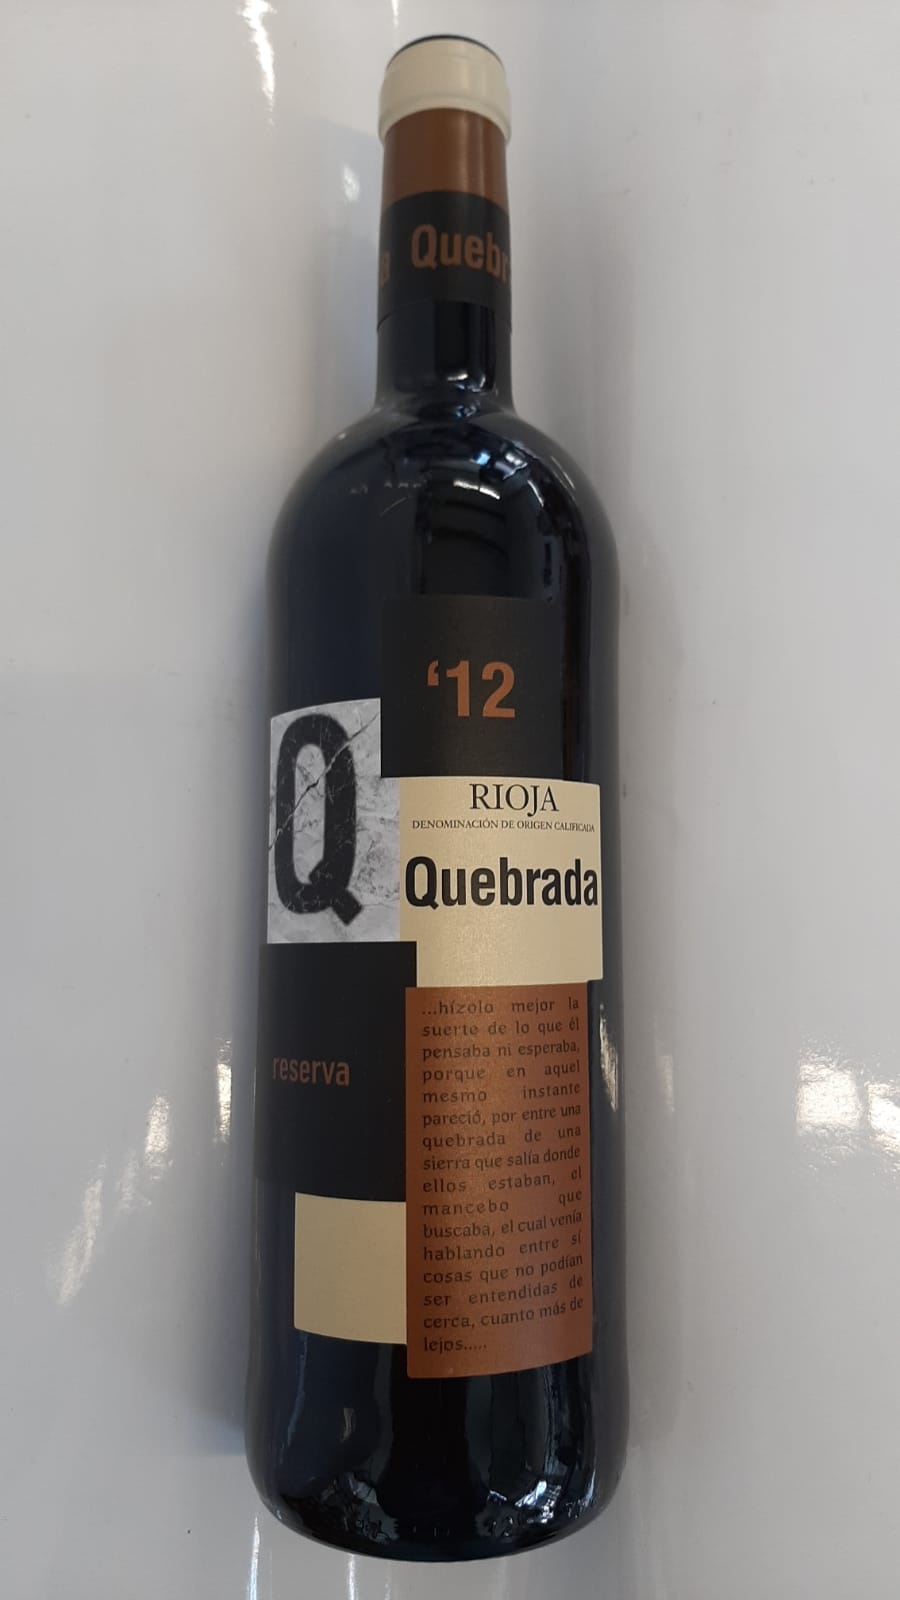 Quebr
'12
Q
RIOJA
DENOMINACIÓN DE ORIGEN CALIFICADA
Quebrada
reserva
...hízolo mejor la
suerte de lo que él
pensaba ni esperaba,
porque en aquel
mesmo instante
pareció, por entre una
quebrada de una
sierra que salía donde
ellos estaban, el
mancebo que
buscaba, el cual venía
hablando entre sí
cosas que no podían
ser entendidas de
cerca, cuanto más de
lejos.....